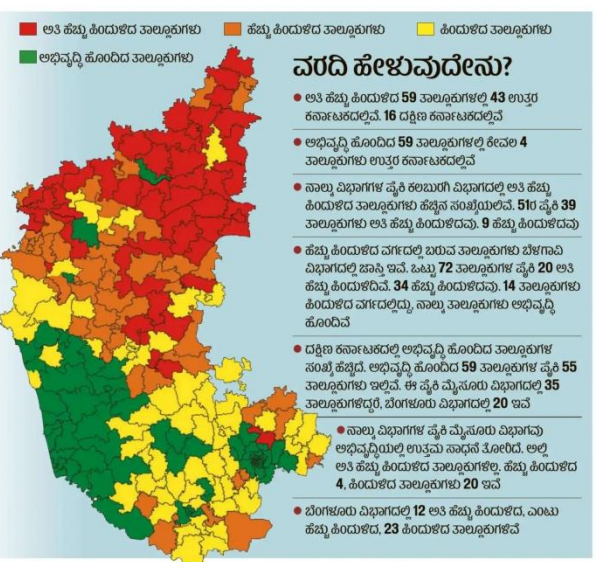 ಅತಿ ಹೆಚ್ಚು ಹಿಂದುಳಿದ ತಾಲ್ಲೂಕುಗಳು
ಹೆಚ್ಚು ಹಿಂದುಳಿದ ತಾಲ್ಲೂಕುಗಳು
ಹಿಂದುಳಿದ ತಾಲ್ಲೂಕುಗಳು
ಅಭಿವೃದ್ಧಿ ಹೊಂದಿದ ತಾಲ್ಲೂಕುಗಳು
ವರದಿ ಹೇಳುವುದೇನು?
● ಅತಿ ಹೆಚ್ಚು ಹಿಂದುಳಿದ 59 ತಾಲ್ಲೂಕುಗಳಲ್ಲಿ 43 ಉತ್ತರ
ಕರ್ನಾಟಕದಲ್ಲಿವೆ. 16 ದಕ್ಷಿಣ ಕರ್ನಾಟಕದಲ್ಲಿವೆ
● ಅಭಿವೃದ್ಧಿ ಹೊಂದಿದ 59 ತಾಲ್ಲೂಕುಗಳಲ್ಲಿ ಕೇವಲ 4
ತಾಲ್ಲೂಕುಗಳು ಉತ್ತರ ಕರ್ನಾಟಕದಲ್ಲಿವೆ
● ನಾಲ್ಕು ವಿಭಾಗಗಳ ಪೈಕಿ ಕಲಬುರಗಿ ವಿಭಾಗದಲ್ಲಿ ಅತಿ ಹೆಚ್ಚು
ಹಿಂದುಳಿದ ತಾಲ್ಲೂಕುಗಳು ಹೆಚ್ಚಿನ ಸಂಖ್ಯೆಯಲಿವೆ. 51ರ ಪೈಕಿ 39
ತಾಲ್ಲೂಕುಗಳು ಅತಿ ಹೆಚ್ಚು ಹಿಂದುಳಿದವು. 9 ಹೆಚ್ಚು ಹಿಂದುಳಿದವು
● ಹೆಚ್ಚು ಹಿಂದುಳಿದ ವರ್ಗದಲ್ಲಿ ಬರುವ ತಾಲ್ಲೂಕುಗಳು ಬೆಳಗಾವಿ
ವಿಭಾಗದಲ್ಲಿ ಜಾಸ್ತಿ ಇವೆ. ಒಟ್ಟು 72 ತಾಲ್ಲೂಕುಗಳ ಪೈಕಿ 20 ಅತಿ
ಹೆಚ್ಚು ಹಿಂದುಳಿದಿವೆ. 34 ಹೆಚ್ಚು ಹಿಂದುಳಿದವು. 14 ತಾಲ್ಲೂಕುಗಳು
ಹಿಂದುಳಿದ ವರ್ಗದಲ್ಲಿದ್ದು, ನಾಲ್ಕು ತಾಲ್ಲೂಕುಗಳು ಅಭಿವೃದ್ಧಿ
ಹೊಂದಿವೆ
● ದಕ್ಷಿಣ ಕರ್ನಾಟಕದಲ್ಲಿ ಅಭಿವೃದ್ಧಿ ಹೊಂದಿದ ತಾಲ್ಲೂಕುಗಳ
ಸಂಖ್ಯೆ ಹೆಚ್ಚಿದೆ. ಅಭಿವೃದ್ಧಿ ಹೊಂದಿದ 59 ತಾಲ್ಲೂಕುಗಳ ಪೈಕಿ 55
ತಾಲ್ಲೂಕುಗಳು ಇಲ್ಲಿವೆ. ಈ ಪೈಕಿ ಮೈಸೂರು ವಿಭಾಗದಲ್ಲಿ 35
ತಾಲ್ಲೂಕುಗಳಿದ್ದರೆ, ಬೆಂಗಳೂರು ವಿಭಾಗದಲ್ಲಿ 20 ಇವೆ
● ನಾಲ್ಕು ವಿಭಾಗಗಳ ಪೈಕಿ ಮೈಸೂರು ವಿಭಾಗವು
ಅಭಿವೃದ್ಧಿಯಲ್ಲಿ ಉತ್ತಮ ಸಾಧನೆ ತೋರಿದೆ. ಅಲ್ಲಿ
ಅತಿ ಹೆಚ್ಚು ಹಿಂದುಳಿದ ತಾಲ್ಲೂಕುಗಳಿಲ್ಲ. ಹೆಚ್ಚು ಹಿಂದುಳಿದ
4, ಹಿಂದುಳಿದ ತಾಲ್ಲೂಕುಗಳು 20 ಇವೆ
● ಬೆಂಗಳೂರು ವಿಭಾಗದಲ್ಲಿ 12 ಅತಿ ಹೆಚ್ಚು ಹಿಂದುಳಿದ, ಎಂಟು
ಹೆಚ್ಚು ಹಿಂದುಳಿದ, 23 ಹಿಂದುಳಿದ ತಾಲ್ಲೂಕುಗಳಿವೆ